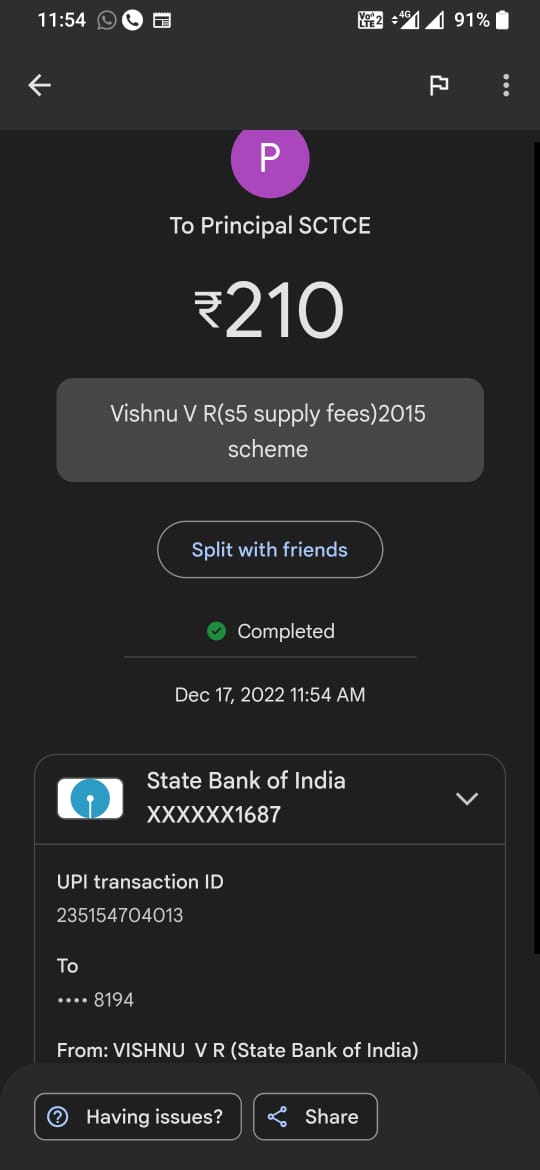 11:54 VoLTE2 4G 91%
P
To Principal SCTCE
₹210
Vishnu V R(s5 supply fees)2015
scheme
Split with friends
Completed
Dec 17, 2022 11:54 AM
State Bank of India
XXXXXX1687
UPI transaction ID
235154704013
To
•••• 8194
From: VISHNU V R (State Bank of India)
Having issues? Share